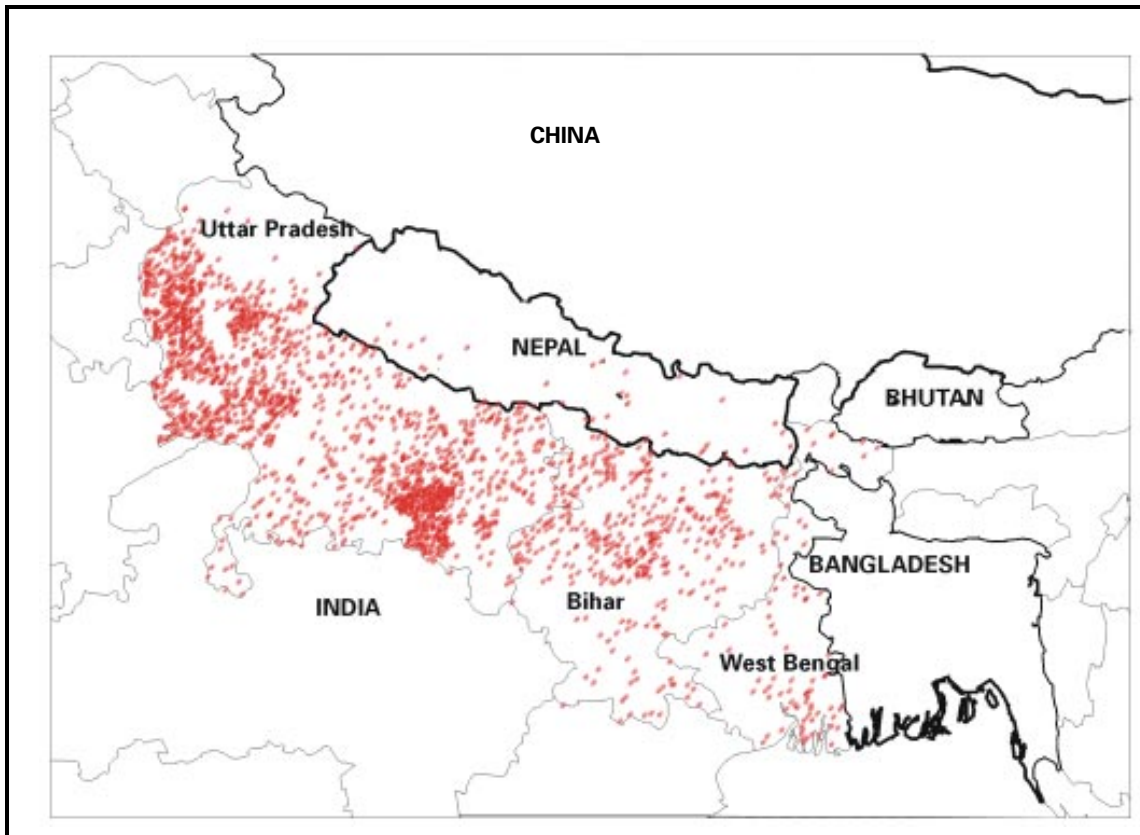 CHINA
Uttar Pradesh
NEPAL
BHUTAN
BANGLADESH
INDIA
Bihar
West Bengal